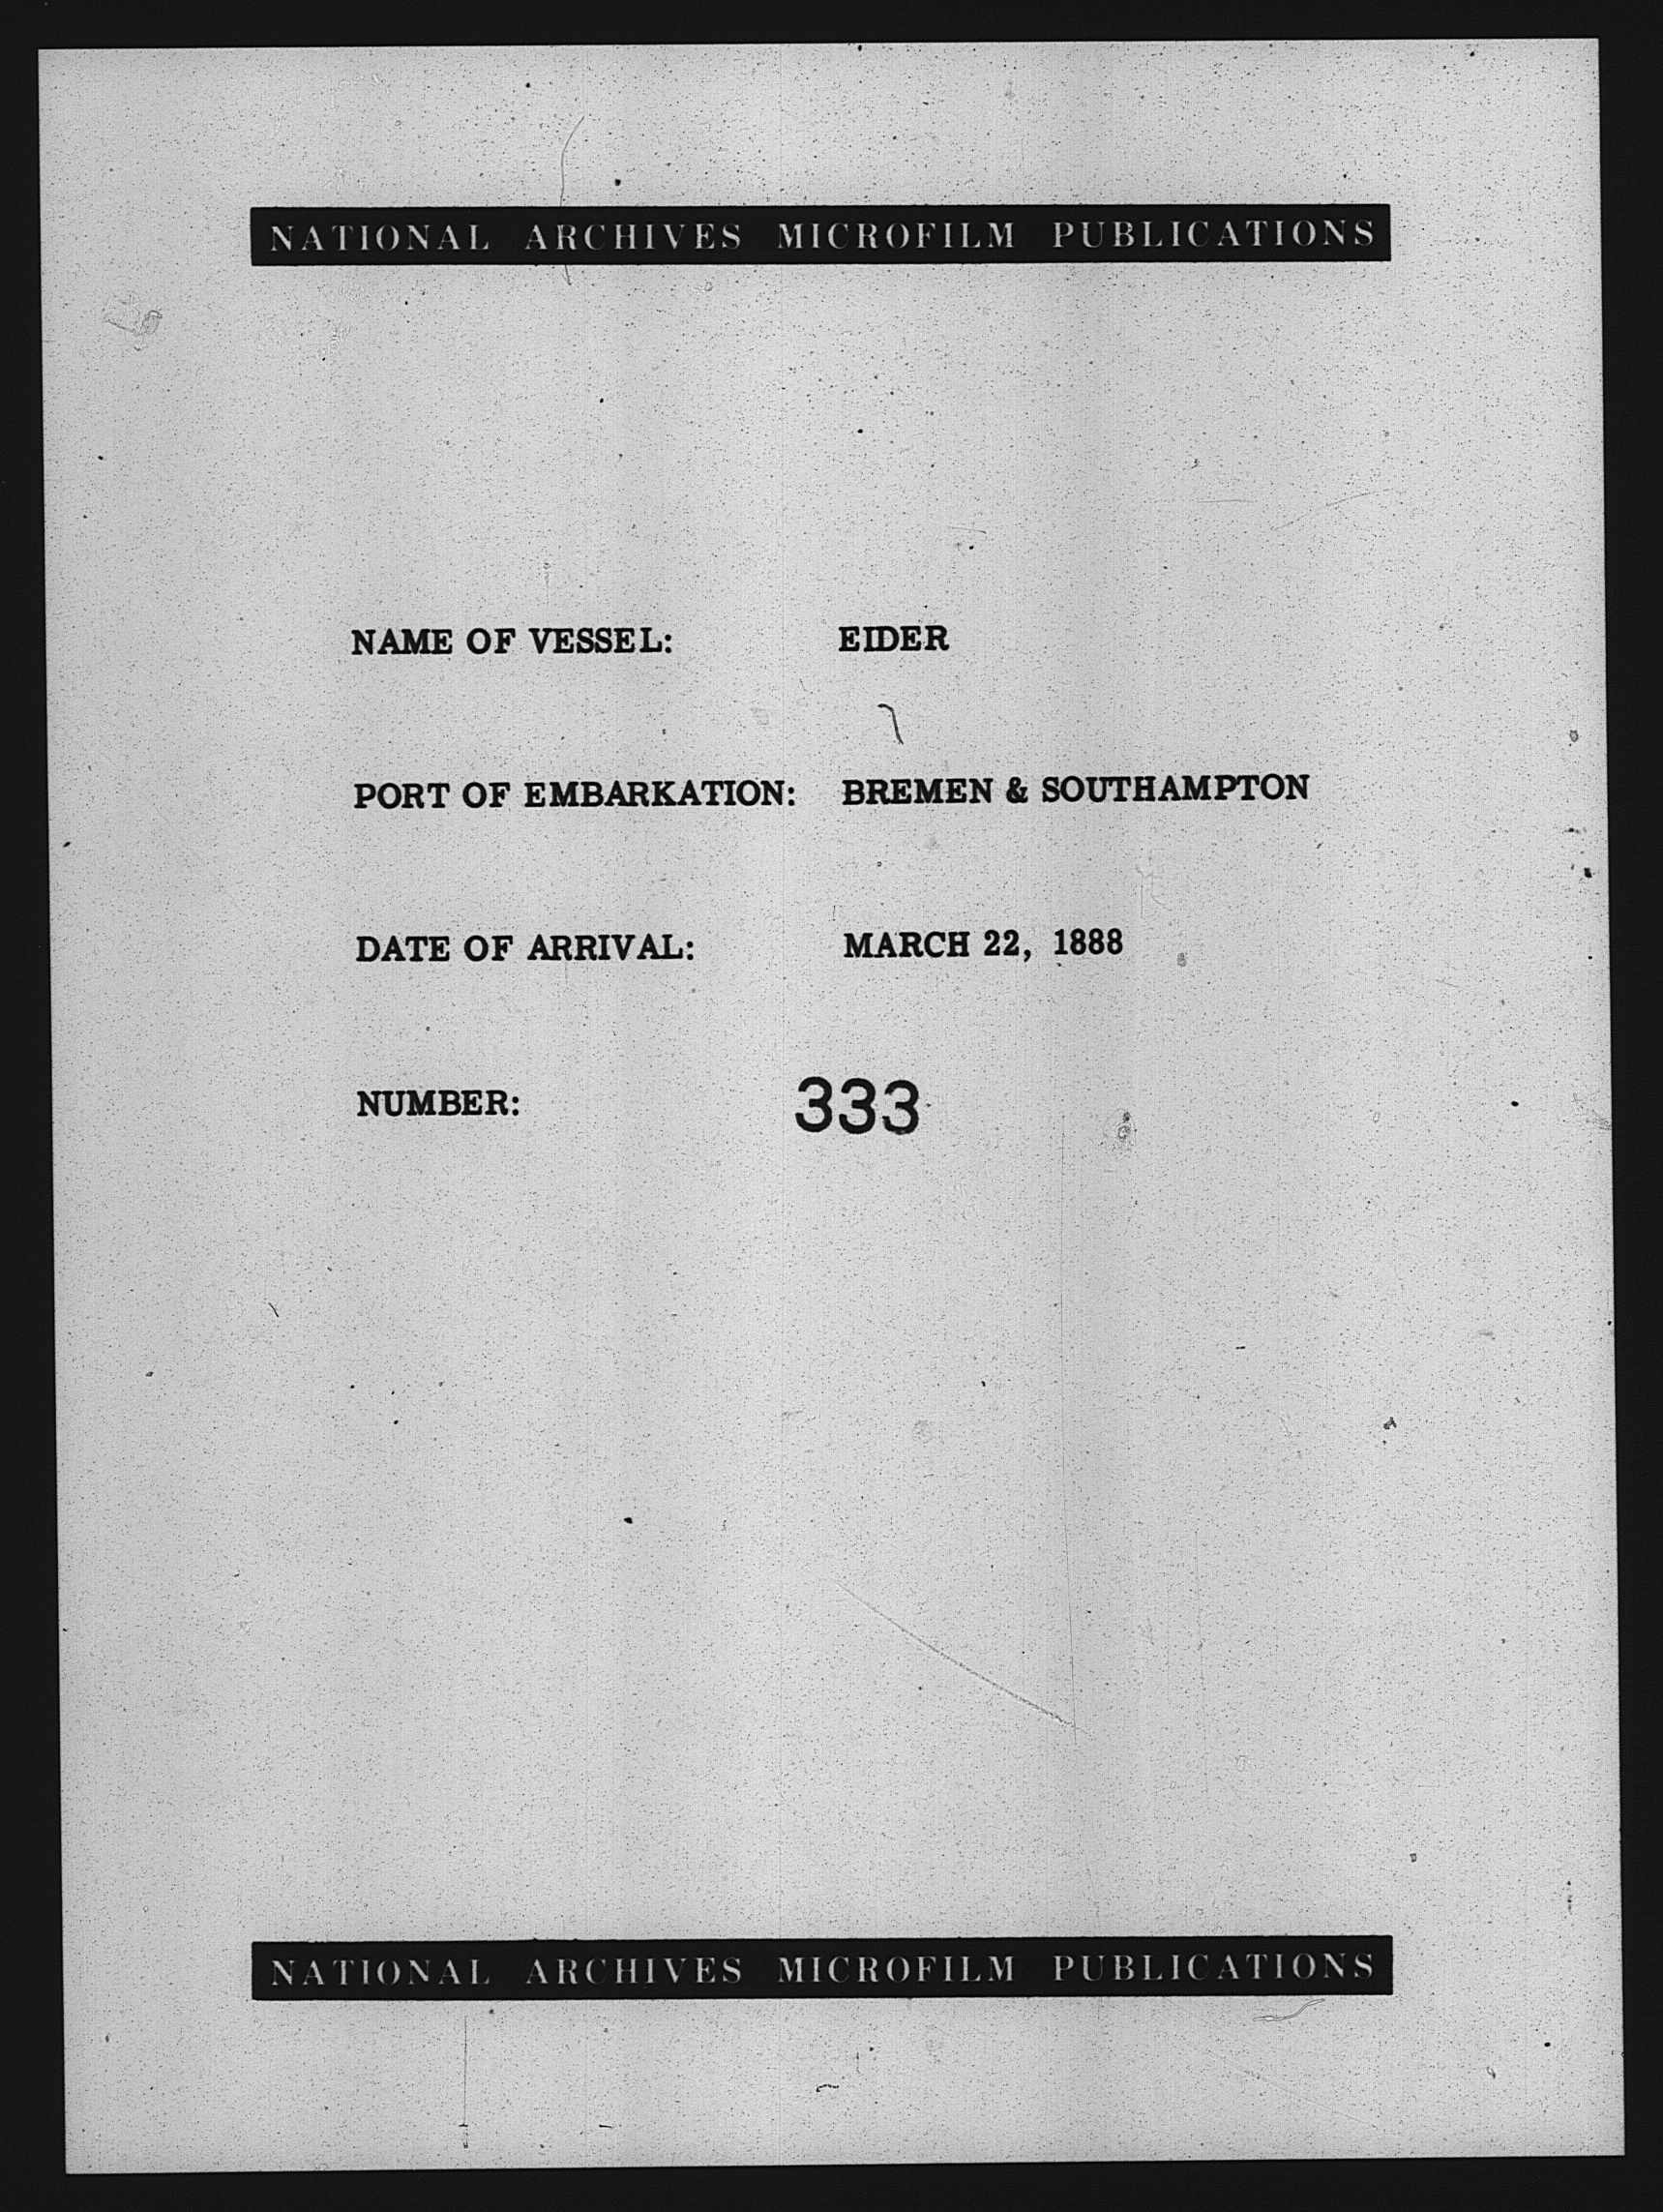 NATIONAL ARCHIVES MICROFILM PUBLICATIONS
NAME OF VESSEL: EIDER
PORT OF EMBARKATION: BREMEN & SOUTHAMPTON
DATE OF ARRIVAL: MARCH 22, 1888
NUMBER: 333
NATIONAL ARCHIVES MICROFILM PUBLICATIONS